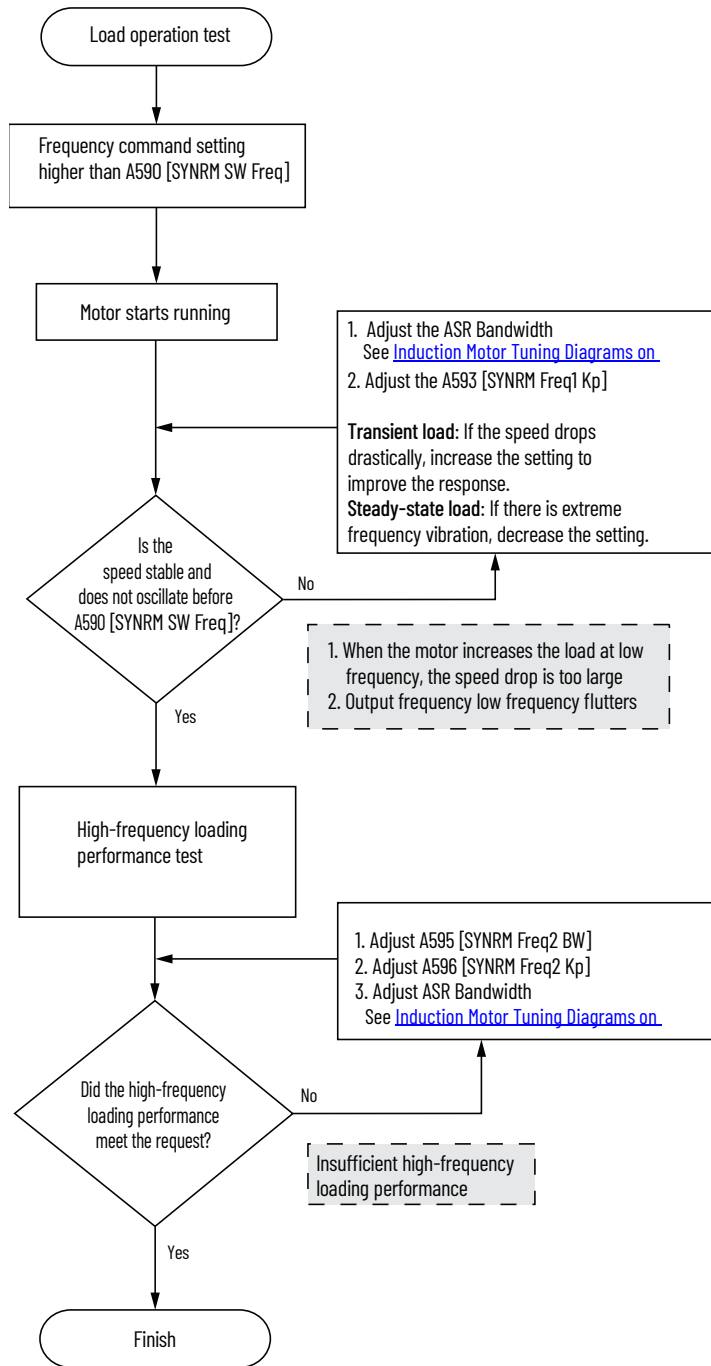 Load operation test
Frequency command setting
higher than A590 [SYNRM SW Freq]
Motor starts running
1. Adjust the ASR Bandwidth
See Induction Motor Tuning Diagrams on
2. Adjust the A593 [SYNRM Freq1 Kp]
Transient load: If the speed drops
drastically, increase the setting to
improve the response.
Steady-state load: If there is extreme
frequency vibration, decrease the setting.
Is the
speed stable and
does not oscillate before
A590 [SYNRM SW Freq]?
No
1. When the motor increases the load at low
frequency, the speed drop is too large
2. Output frequency low frequency flutters
Yes
High-frequency loading
performance test
1. Adjust A595 [SYNRM Freq2 BW]
2. Adjust A596 [SYNRM Freq2 Kp]
3. Adjust ASR Bandwidth
See Induction Motor Tuning Diagrams on
Did the high-frequency
loading performance
meet the request?
No
Insufficient high-frequency
loading performance
Yes
Finish